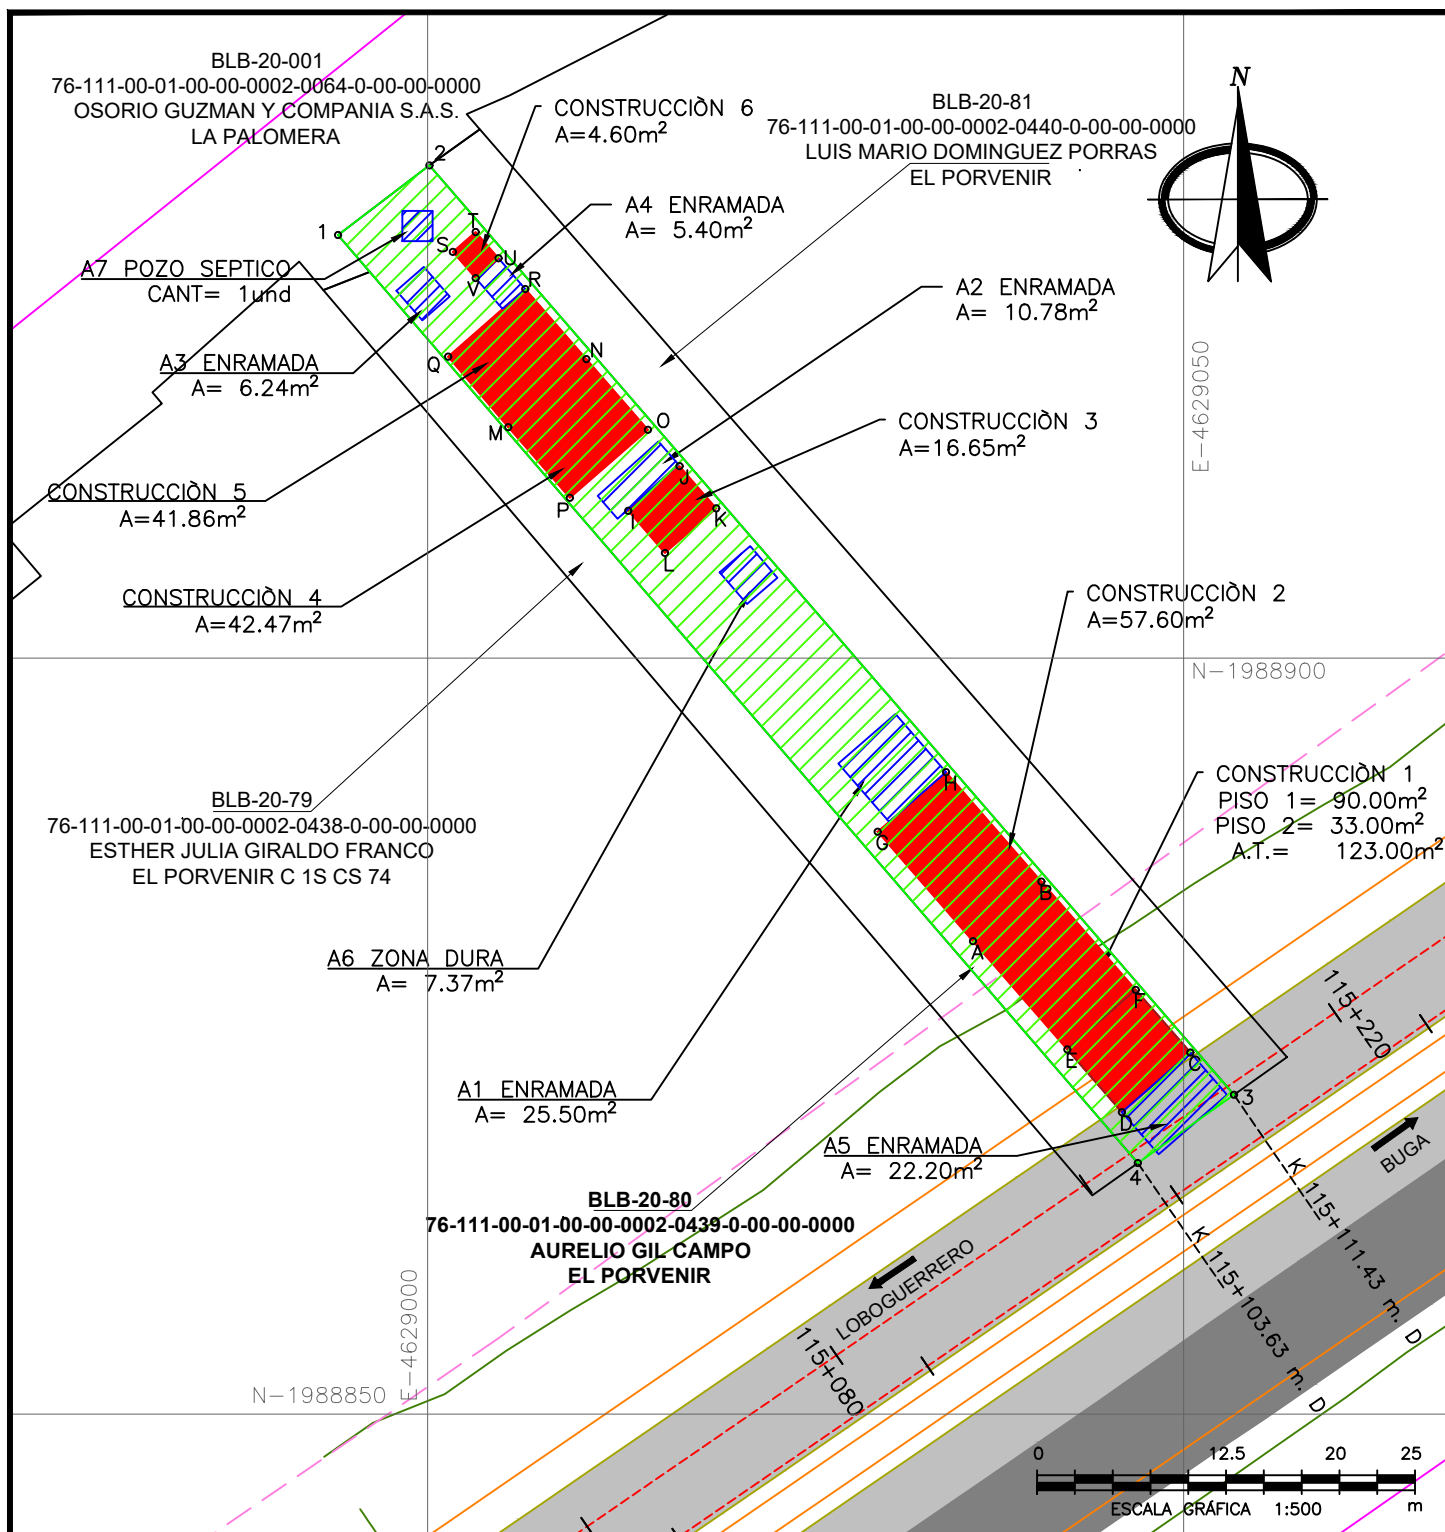 BLB-20-001
76-111-00-01-00-00-0002-0064-0-00-00-0000
OSORIO GUZMAN Y COMPANIA S.A.S.
LA PALOMERA
CONSTRUCCIÒN 6
A=4.60m²
BLB-20-81
76-111-00-01-00-00-0002-0440-0-00-00-0000
LUIS MARIO DOMINGUEZ PORRAS
EL PORVENIR
N
2
1
A4 ENRAMADA
A= 5.40m²
T
S
U
V
R
A7 POZO SEPTICO
CANT= 1und
A2 ENRAMADA
A= 10.78m²
A3 ENRAMADA
A= 6.24m²
Q
N
E-4629050
M
O
CONSTRUCCIÒN 3
A=16.65m²
J
CONSTRUCCIÒN 5
A=41.86m²
P
I
K
L
CONSTRUCCIÒN 4
A=42.47m²
CONSTRUCCIÒN 2
A=57.60m²
N-1988900
BLB-20-79
76-111-00-01-00-00-0002-0438-0-00-00-0000
ESTHER JULIA GIRALDO FRANCO
EL PORVENIR C 1S CS 74
H
G
CONSTRUCCIÒN 1
PISO 1= 90.00m²
PISO 2= 33.00m²
A.T.= 123.00m²
B
A
A6 ZONA DURA
A= 7.37m²
F
E
115+220
C
A1 ENRAMADA
A= 25.50m²
D
3
A5 ENRAMADA
A= 22.20m²
4
BUGA
BLB-20-80
76-111-00-01-00-00-0002-0439-0-00-00-0000
AURELIO GIL CAMPO
EL PORVENIR
K 115+111.43 m. D
K 115+103.63 m. D
LOBOGUERRERO
115+080
E-4629000
N-1988850
0 12.5 20 25
ESCALA GRÁFICA 1:500 m